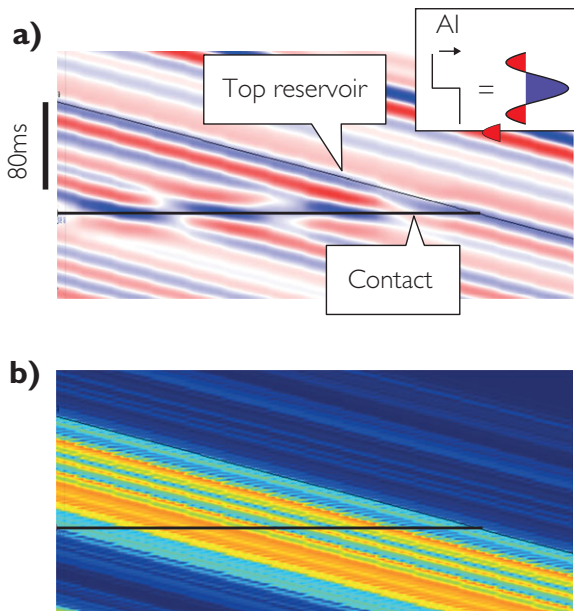 a)
AI
=
Top reservoir
80ms
Contact
b)